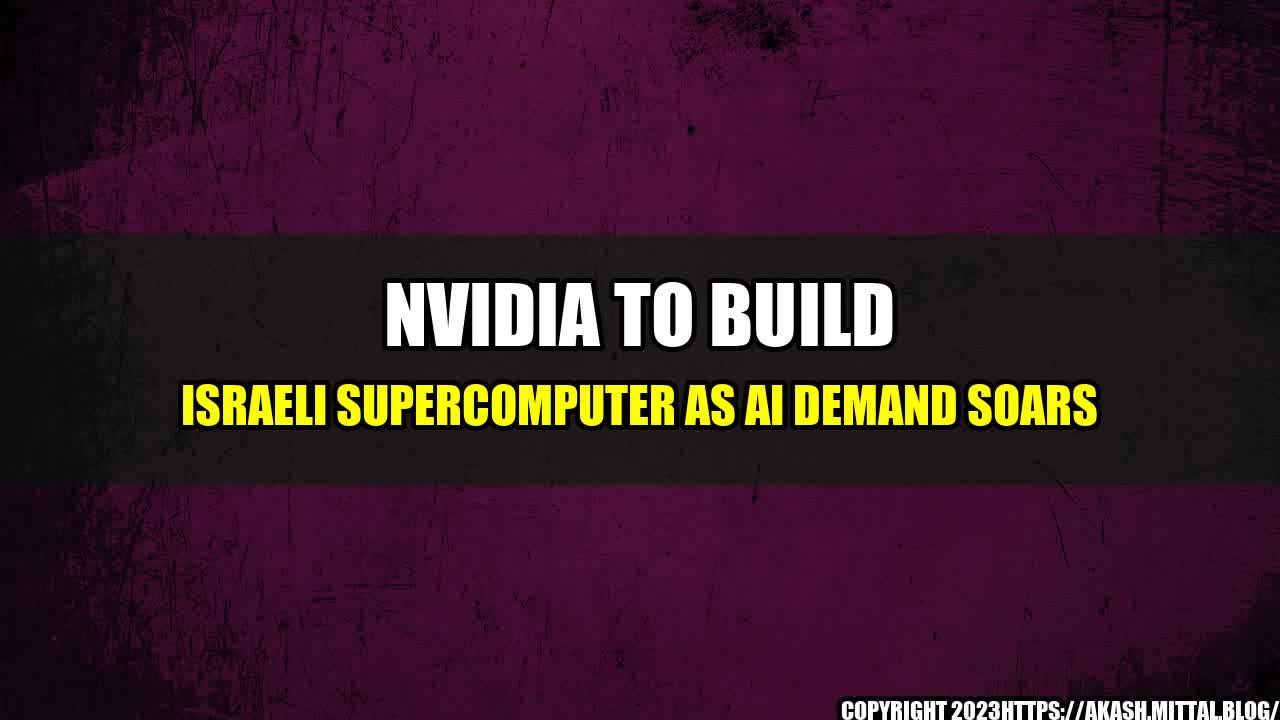 NVIDIA TO BUILD
ISRAELI SUPERCOMPUTER AS AI DEMAND SOARS
COPYRIGHT 2023HTTPS://AKASH.MITTAL.BLOG/